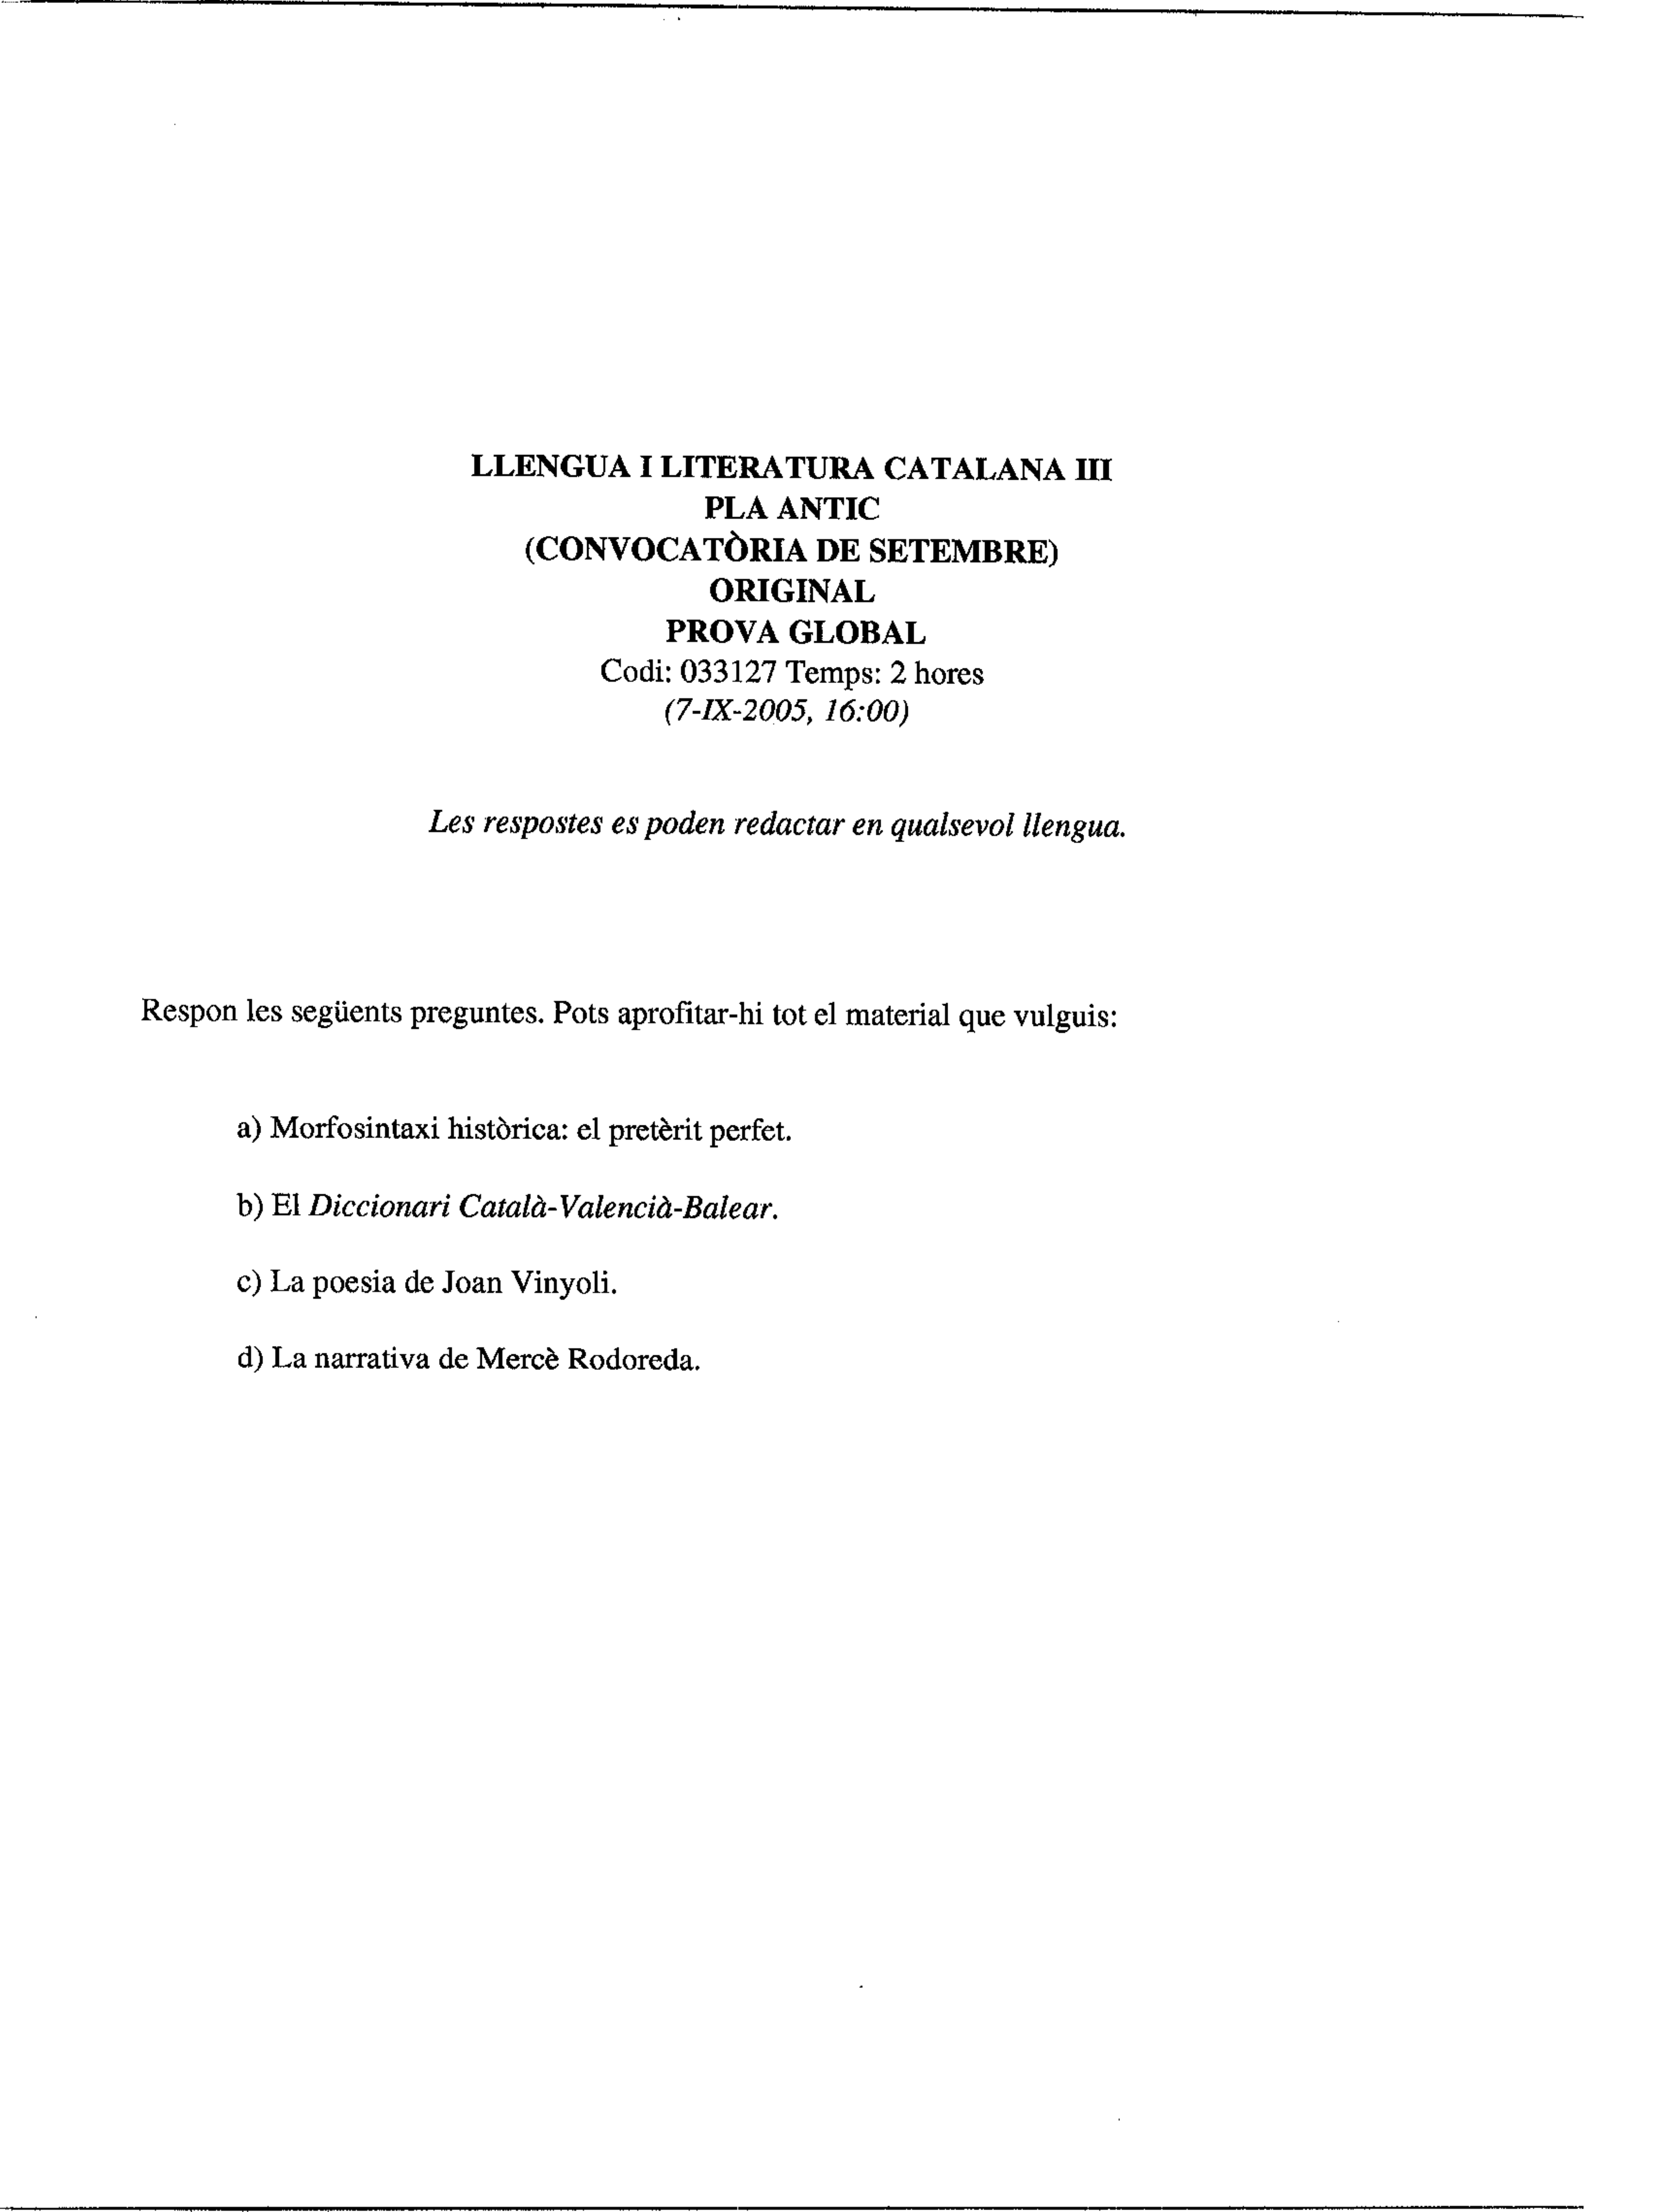 LLENGUA I LITERATURA CATALANA III
PLA ANTIC
(CONVOCATÒRIA DE SETEMBRE)
ORIGINAL
PROVA GLOBAL
Codi: 033127 Temps: 2 hores
(7-IX-2005, 16:00)
Les respostes es poden redactar en qualsevol llengua.
Respon les següents preguntes. Pots aprofitar-hi tot el material que vulguis:
a) Morfosintaxi històrica: el pretèrit perfet.
b) El Diccionari Català-Valencià-Balear.
c) La poesia de Joan Vinyoli.
d) La narrativa de Mercè Rodoreda.